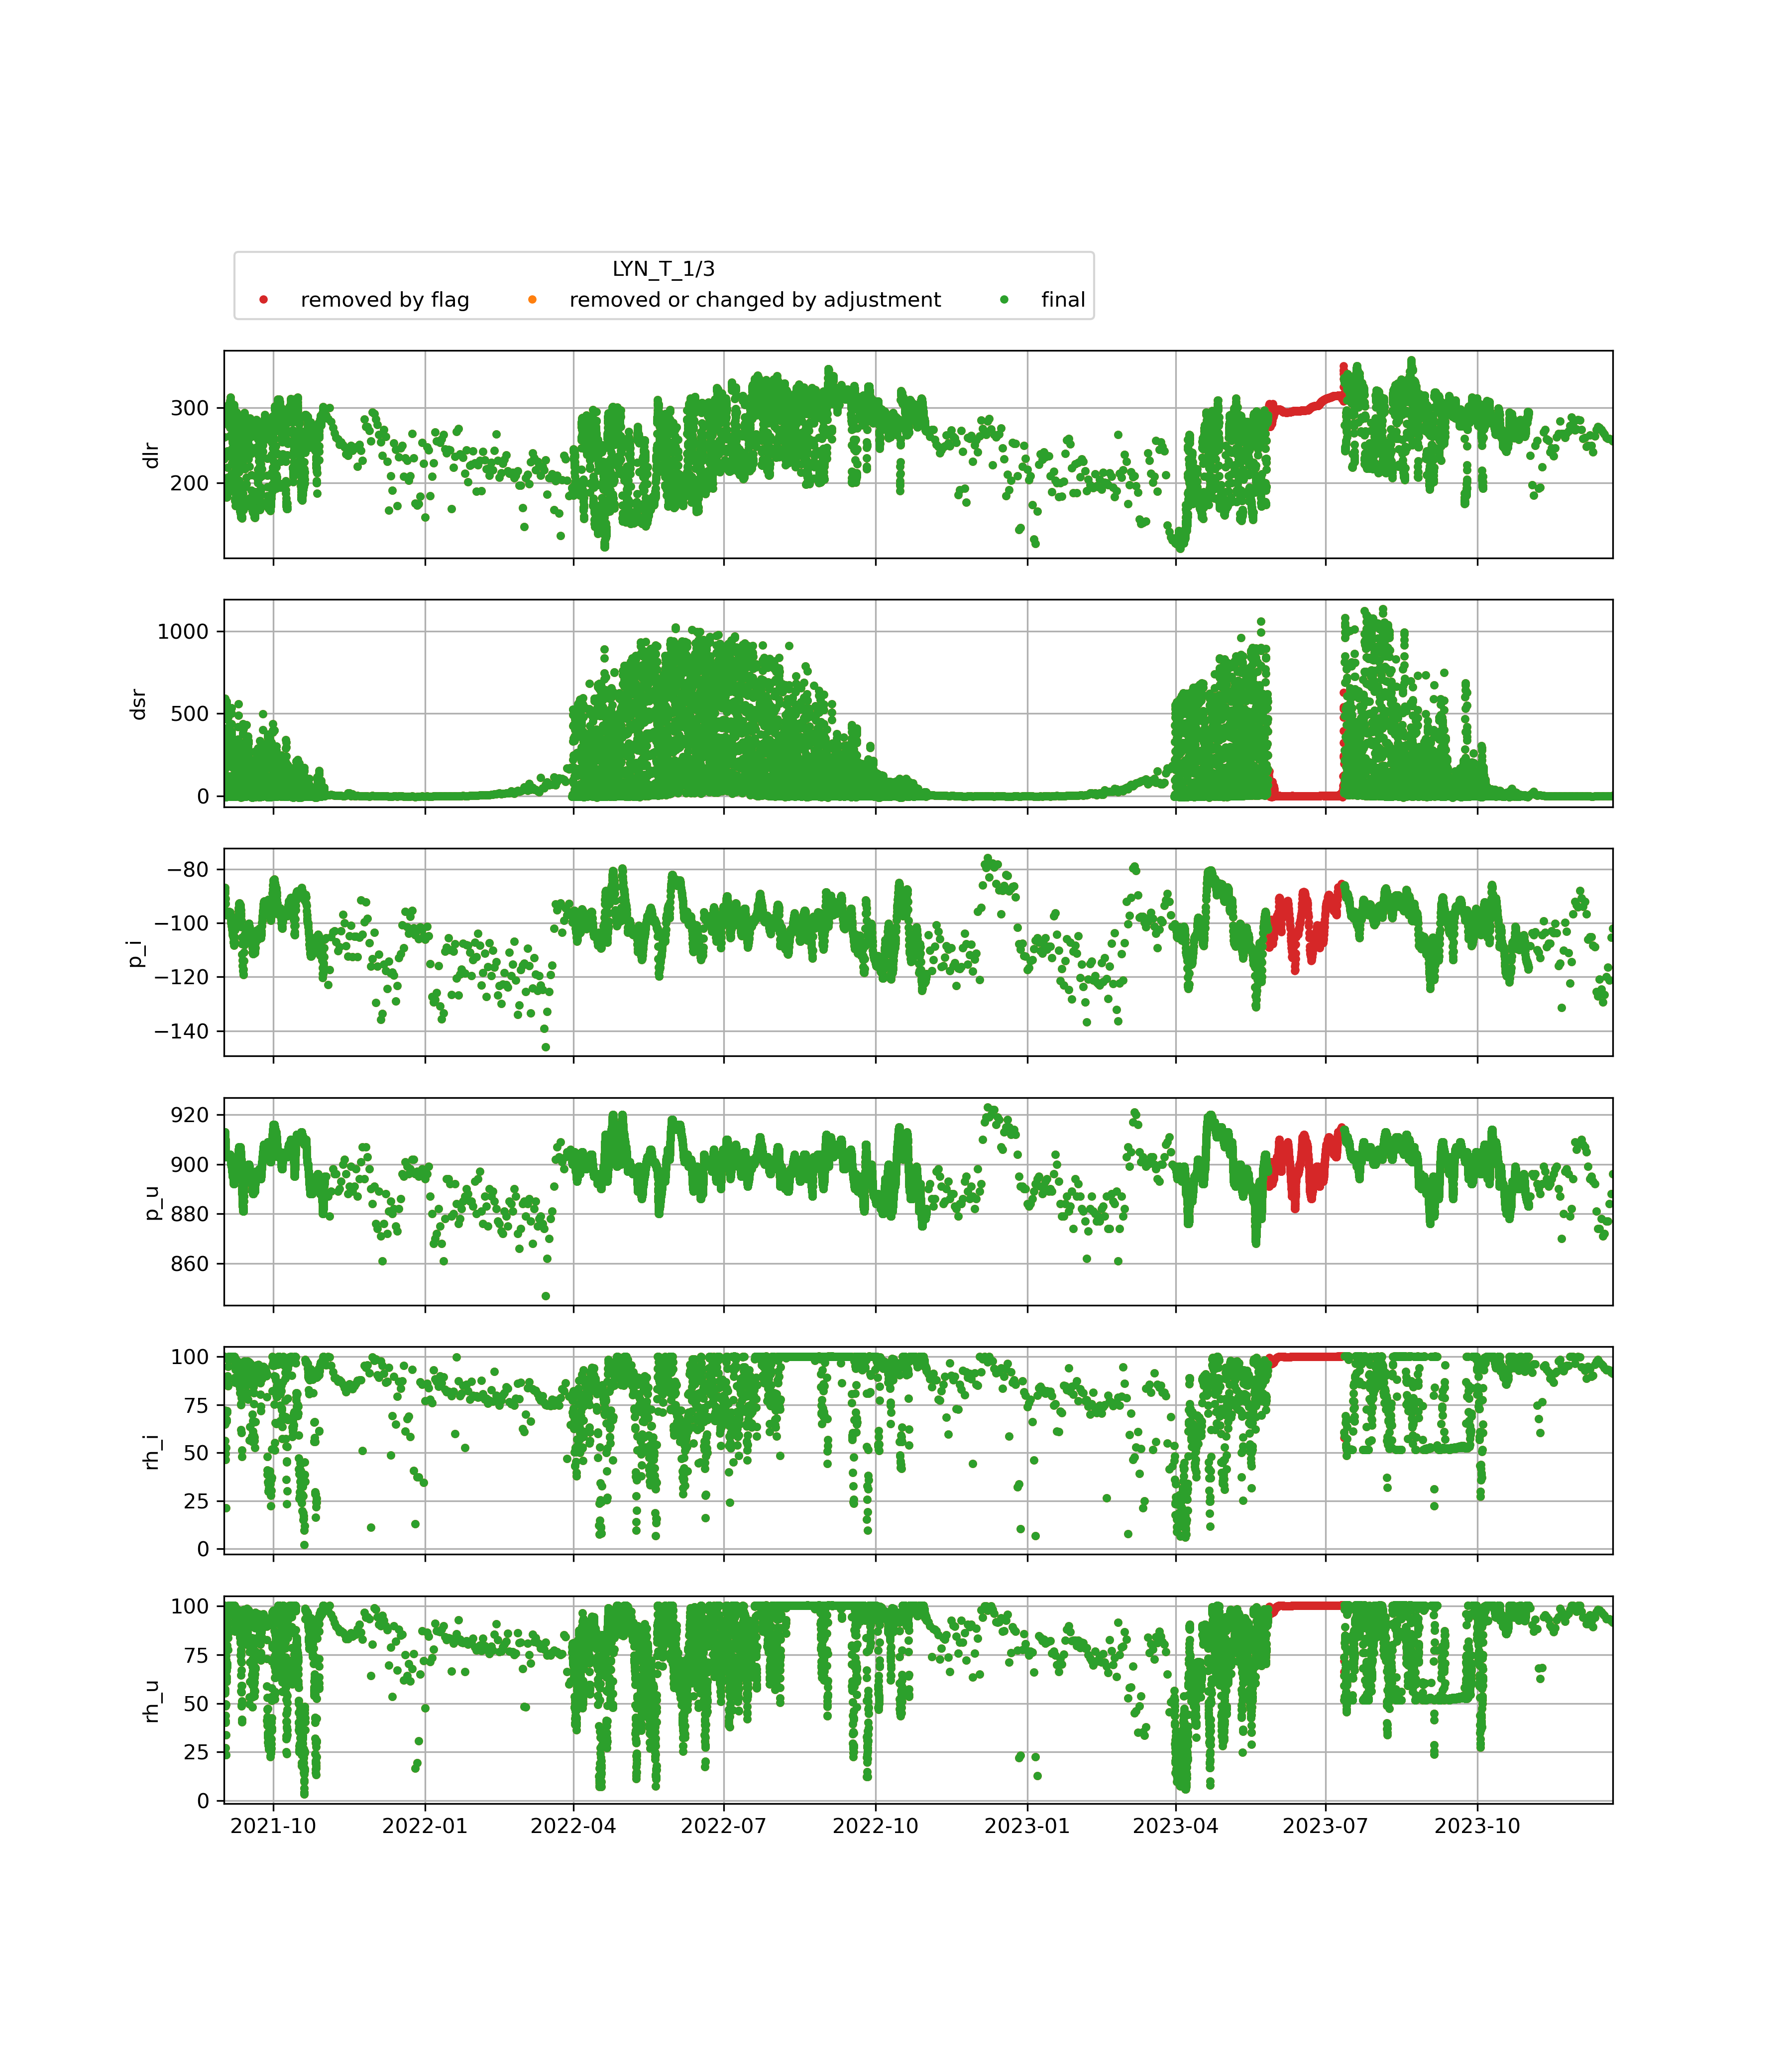 LYN_T_1/3
removed by flag removed or changed by adjustment final
300
200
dlr
1000
500
0
dsr
−80
−100
−120
−140
p_i
920
900
880
860
p_u
100
75
50
25
0
rh_i
100
75
50
25
0
rh_u
2021-10 2022-01 2022-04 2022-07 2022-10 2023-01 2023-04 2023-07 2023-10